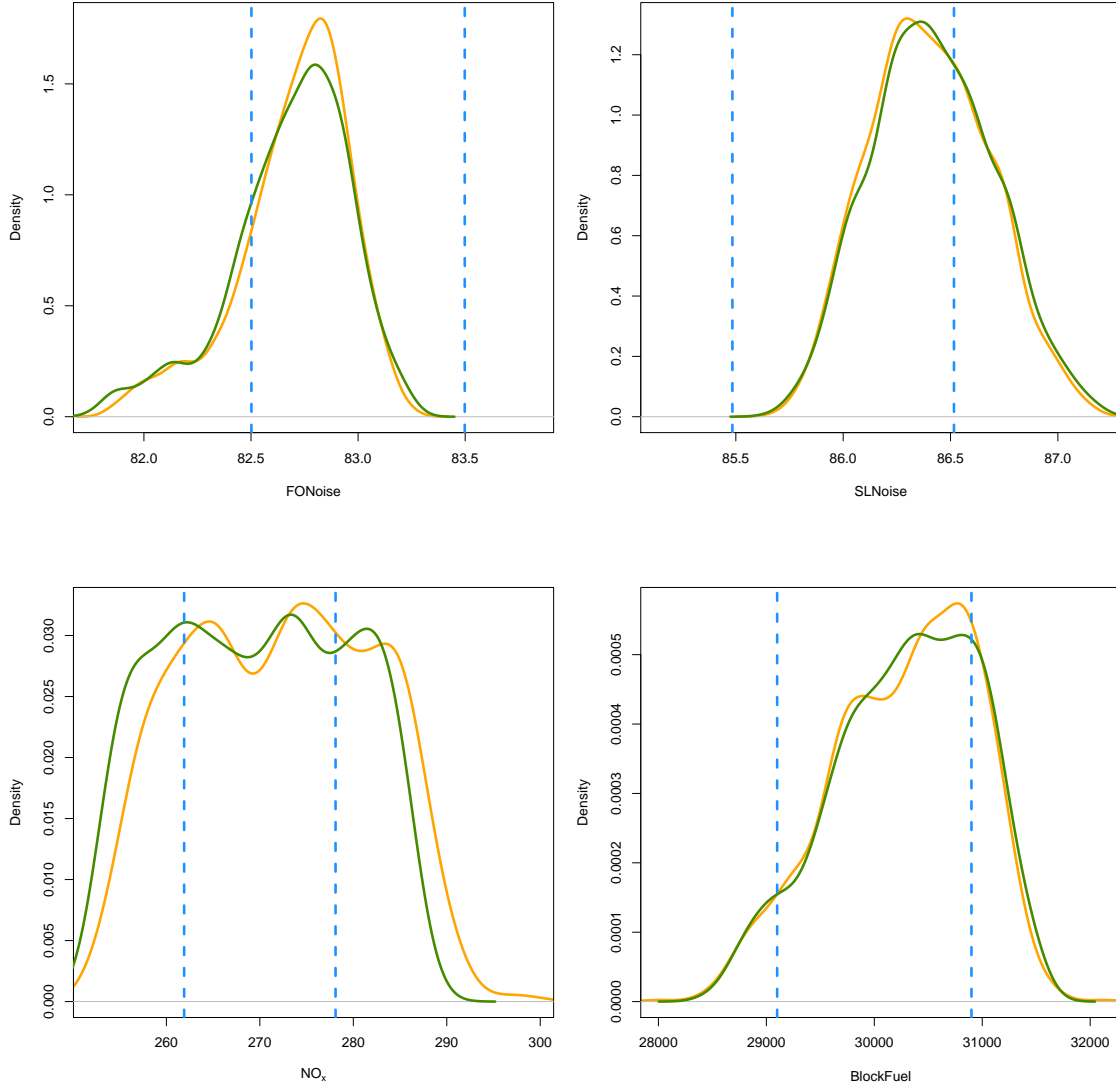 Density
0.0 0.5 1.0 1.5
82.0 82.5 83.0 83.5
FONoise
Density
0.0 0.2 0.4 0.6 0.8 1.0 1.2
85.5 86.0 86.5 87.0
SLNoise
Density
0.000 0.005 0.010 0.015 0.020 0.025 0.030
260 270 280 290 300
NOₓ
Density
0.0000 0.0001 0.0002 0.0003 0.0004 0.0005
28000 29000 30000 31000 32000
BlockFuel